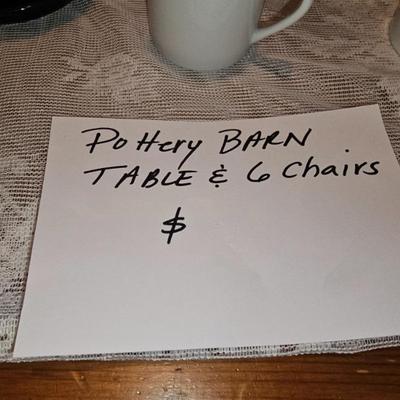 Pottery BARN
TABLE & 6 Chairs
$